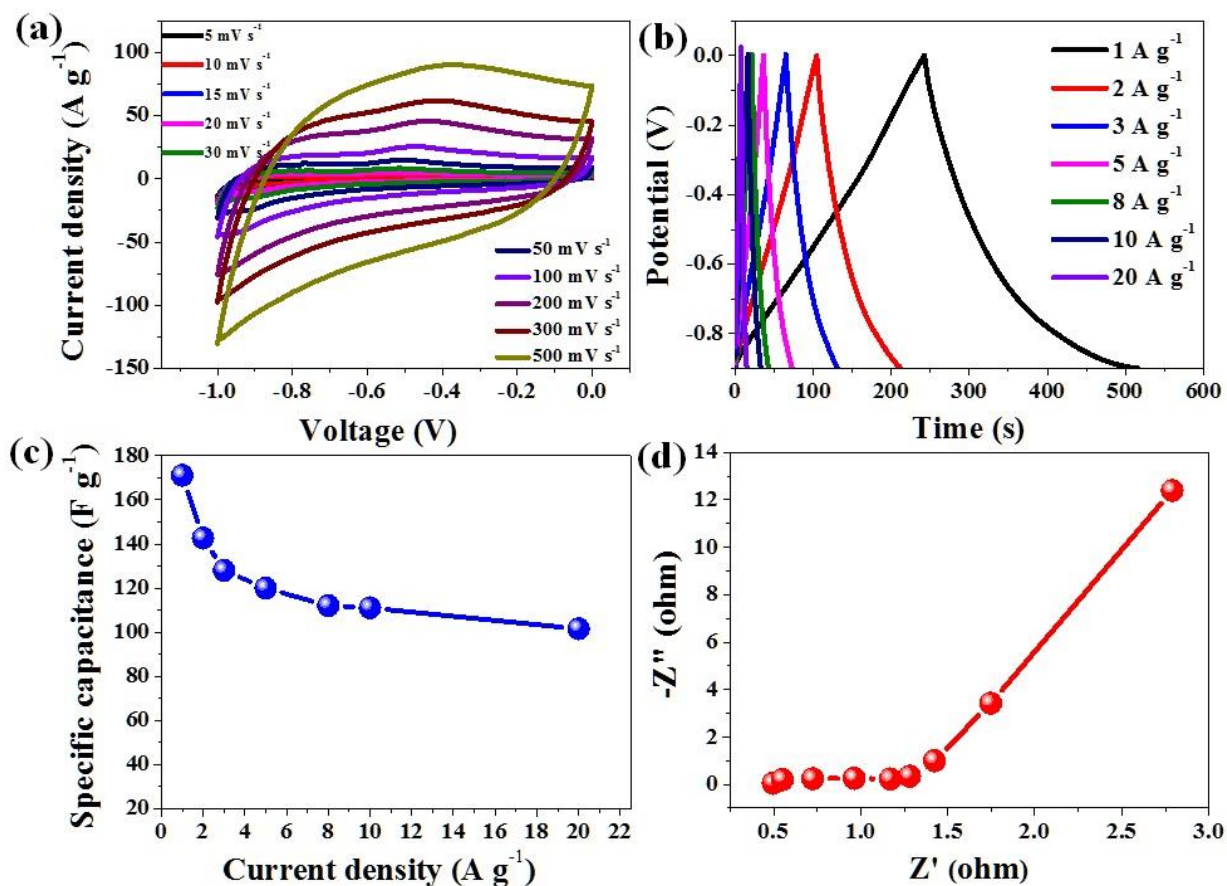 (a)
5 mV s⁻¹
10 mV s⁻¹
15 mV s⁻¹
20 mV s⁻¹
30 mV s⁻¹
50 mV s⁻¹
100 mV s⁻¹
200 mV s⁻¹
300 mV s⁻¹
500 mV s⁻¹
100
50
0
-50
-100
-150
Current density (A g⁻¹)
-1.0 -0.8 -0.6 -0.4 -0.2 0.0
Voltage (V)
(b)
1 A g⁻¹
2 A g⁻¹
3 A g⁻¹
5 A g⁻¹
8 A g⁻¹
10 A g⁻¹
20 A g⁻¹
0.0
-0.2
-0.4
-0.6
-0.8
Potential (V)
0 100 200 300 400 500 600
Time (s)
(c)
180
160
140
120
100
80
60
40
20
Specific capacitance (F g⁻¹)
0 2 4 6 8 10 12 14 16 18 20 22
Current density (A g⁻¹)
(d)
14
12
10
8
6
4
2
0
-Z" (ohm)
0.5 1.0 1.5 2.0 2.5 3.0
Z' (ohm)